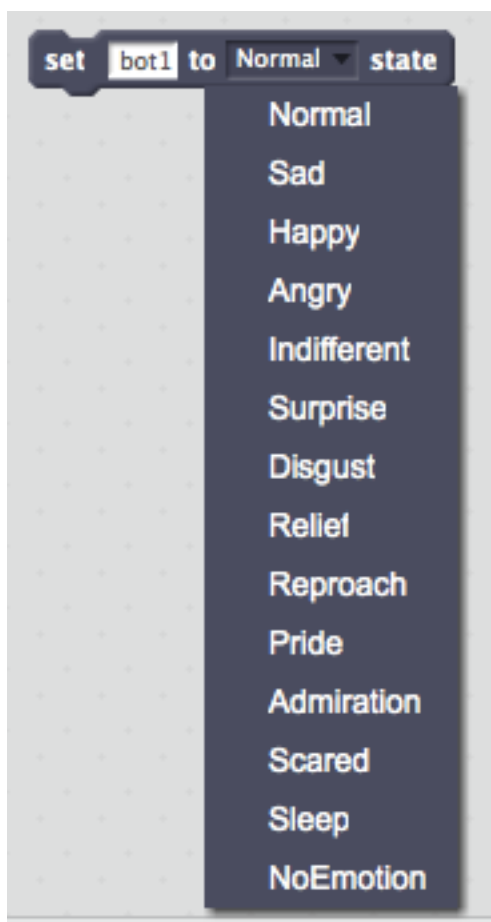 set bot1 to Normal state
Normal
Sad
Happy
Angry
Indifferent
Surprise
Disgust
Relief
Reproach
Pride
Admiration
Scared
Sleep
NoEmotion